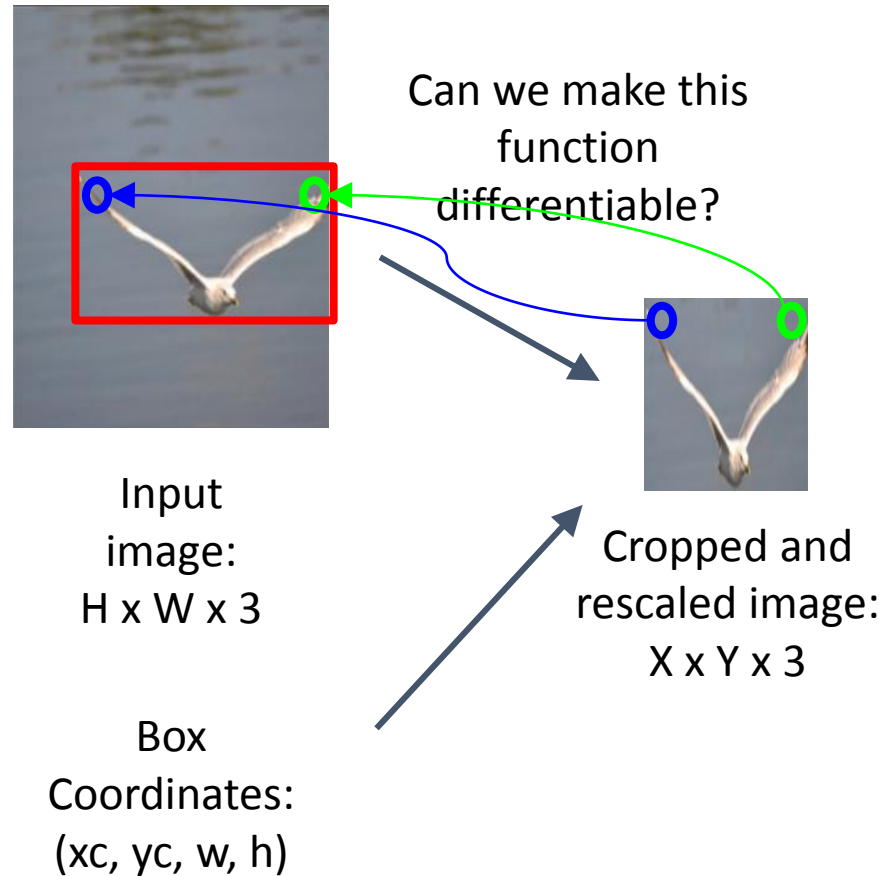 Can we make this
function
differentiable?
Input
image:
H x W x 3
Cropped and
rescaled image:
X x Y x 3
Box
Coordinates:
(xc, yc, w, h)